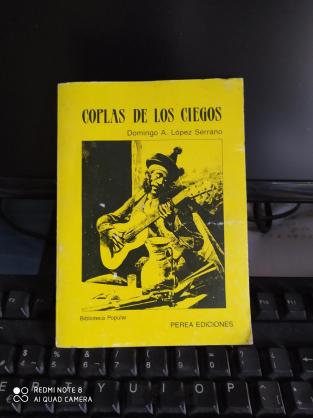 COPLAS DE LOS CIEGOS
Domingo A. López Serrano
Biblioteca Popular
PEREA EDICIONES
E R T Y U I O P
REDMI NOTE 8
AI QUAD CAMERA